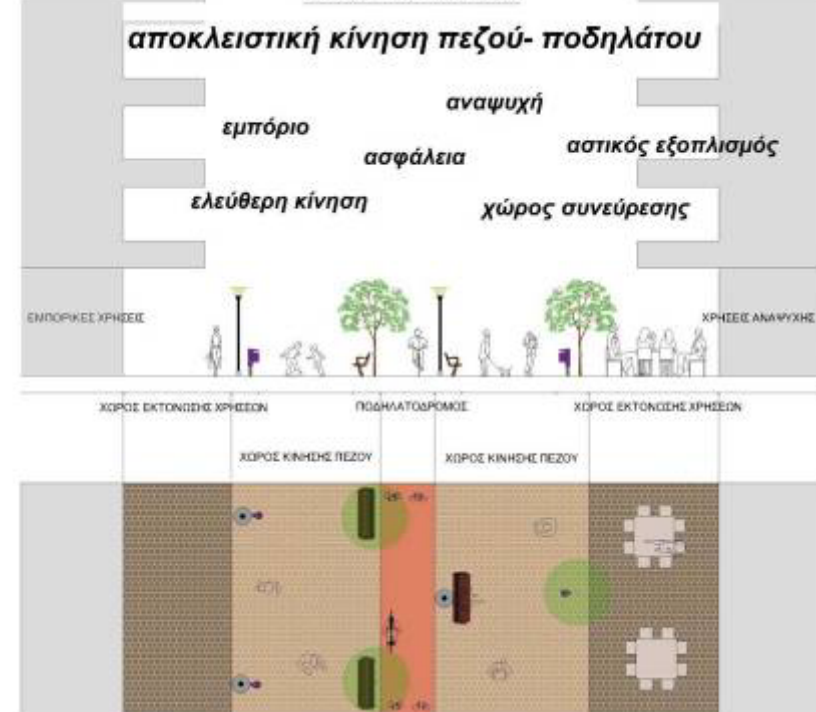 αποκλειστική κίνηση πεζού- ποδηλάτου
αναψυχή
εμπόριο
αστικός εξοπλισμός
ασφάλεια
ελεύθερη κίνηση
χώρος συνεύρεσης
ΕΜΠΟΡΙΚΕΣ ΧΡΗΣΕΙΣ
ΧΡΗΣΕΙΣ ΑΝΑΨΥΧΗΣ
ΧΩΡΟΣ ΕΚΤΟΝΩΣΗΣ ΧΡΗΣΕΩΝ
ΠΟΔΗΛΑΤΟΔΡΟΜΟΣ
ΧΩΡΟΣ ΕΚΤΟΝΩΣΗΣ ΧΡΗΣΕΩΝ
ΧΩΡΟΣ ΚΙΝΗΣΗΣ ΠΕΖΟΥ
ΧΩΡΟΣ ΚΙΝΗΣΗΣ ΠΕΖΟΥ